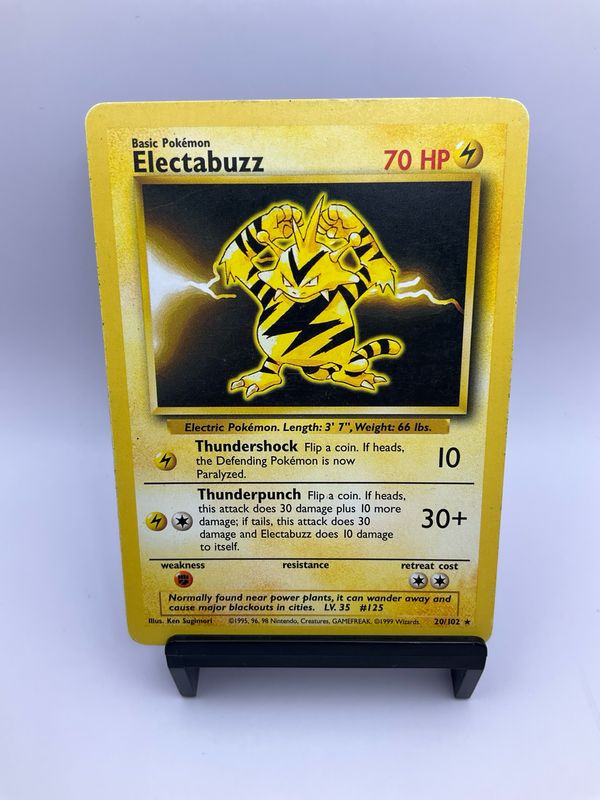 Basic Pokémon
Electabuzz 70 HP
Electric Pokémon. Length: 3' 7", Weight: 66 lbs.
Thundershock Flip a coin. If heads,
the Defending Pokémon is now
Paralyzed.
10
Thunderpunch Flip a coin. If heads,
this attack does 30 damage plus 10 more
damage; if tails, this attack does 30
damage and Electabuzz does 10 damage
to itself.
30+
weakness resistance retreat cost
Normally found near power plants, it can wander away and
cause major blackouts in cities. LV. 35 #125
Illus. Ken Sugimori ©1995, 96, 98 Nintendo, Creatures, GAMEFREAK. ©1999 Wizards. 20/102 ★